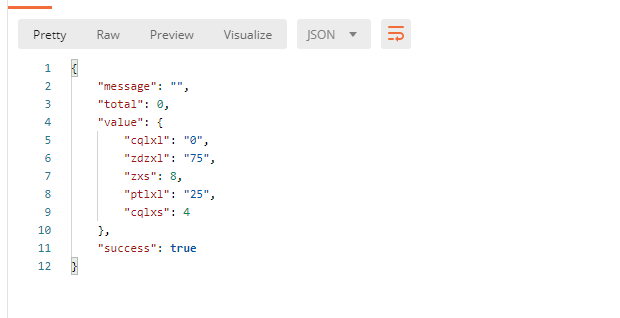 Pretty Raw Preview Visualize JSON
1 {
2 "message": "",
3 "total": 0,
4 "value": {
5 "cqlxl": "0",
6 "zdzxl": "75",
7 "zxs": 8,
8 "ptlxl": "25",
9 "cqlxs": 4
10 },
11 "success": true
12 }